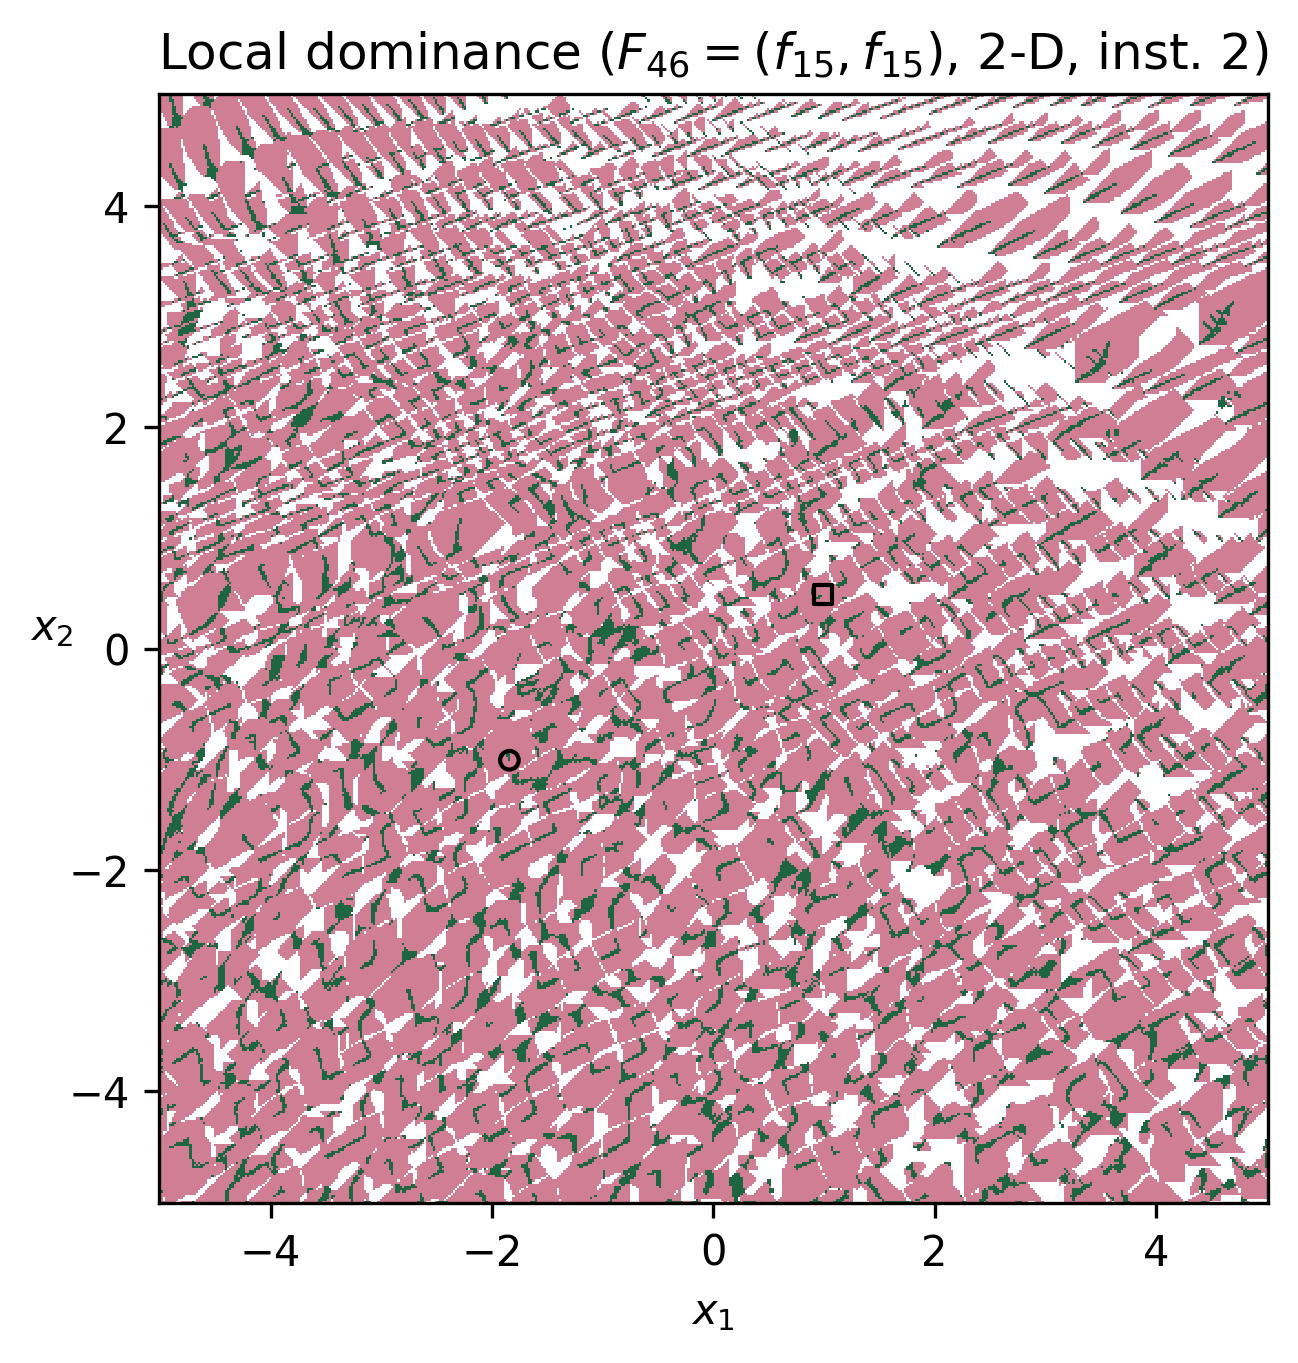 Local dominance (F₄₆ = (f₁₅, f₁₅), 2-D, inst. 2)
4
2
x₂
0
−2
−4
−4 −2 0 2 4
x₁